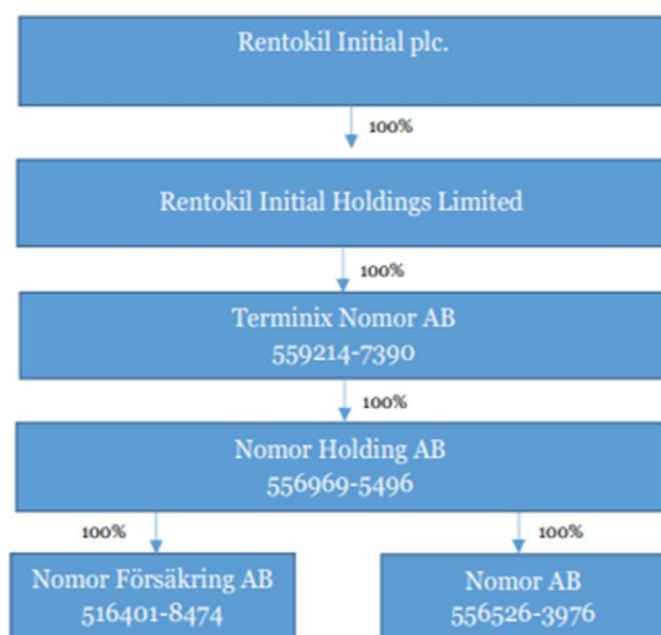 Rentokil Initial plc.
100%
Rentokil Initial Holdings Limited
100%
Terminix Nomor AB
559214-7390
100%
Nomor Holding AB
556969-5496
100%
100%
Nomor Försäkring AB
516401-8474
Nomor AB
556526-3976